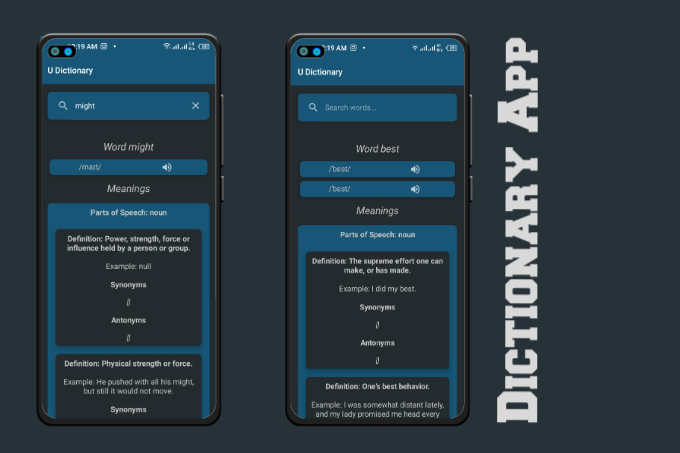 10:19 AM
U Dictionary
might
Word might
/maɪt/
Meanings
Parts of Speech: noun
Definition: Power, strength, force or
influence held by a person or group.
Example: null
Synonyms
[]
Antonyms
[]
Definition: Physical strength or force.
Example: He pushed with all his might,
but still it would not move.
Synonyms
:19 AM
U Dictionary
Search words...
Word best
/ˈbɛst/
/ˈbɛst/
Meanings
Parts of Speech: noun
Definition: The supreme effort one can
make, or has made.
Example: I did my best.
Synonyms
[]
Antonyms
[]
Definition: One's best behavior.
Example: I was somewhat distant lately,
and my lady promised me head every
Dictionary App